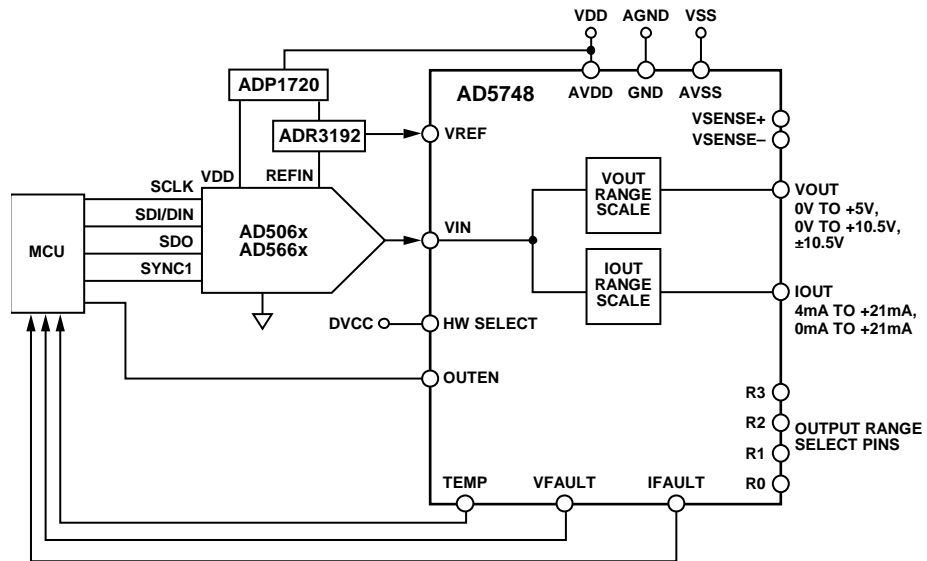 VDD AGND VSS
ADP1720
AD5748
AVDD GND AVSS
VSENSE+
VSENSE–
ADR3192
VREF
VDD REFIN
SCLK
SDI/DIN
SDO
SYNC1
MCU
AD506x
AD566x
VIN
VOUT
RANGE
SCALE
VOUT
0V TO +5V,
0V TO +10.5V,
±10.5V
IOUT
RANGE
SCALE
IOUT
4mA TO +21mA,
0mA TO +21mA
DVCC
HW SELECT
OUTEN
R3
R2
R1
R0
OUTPUT RANGE
SELECT PINS
TEMP VFAULT IFAULT